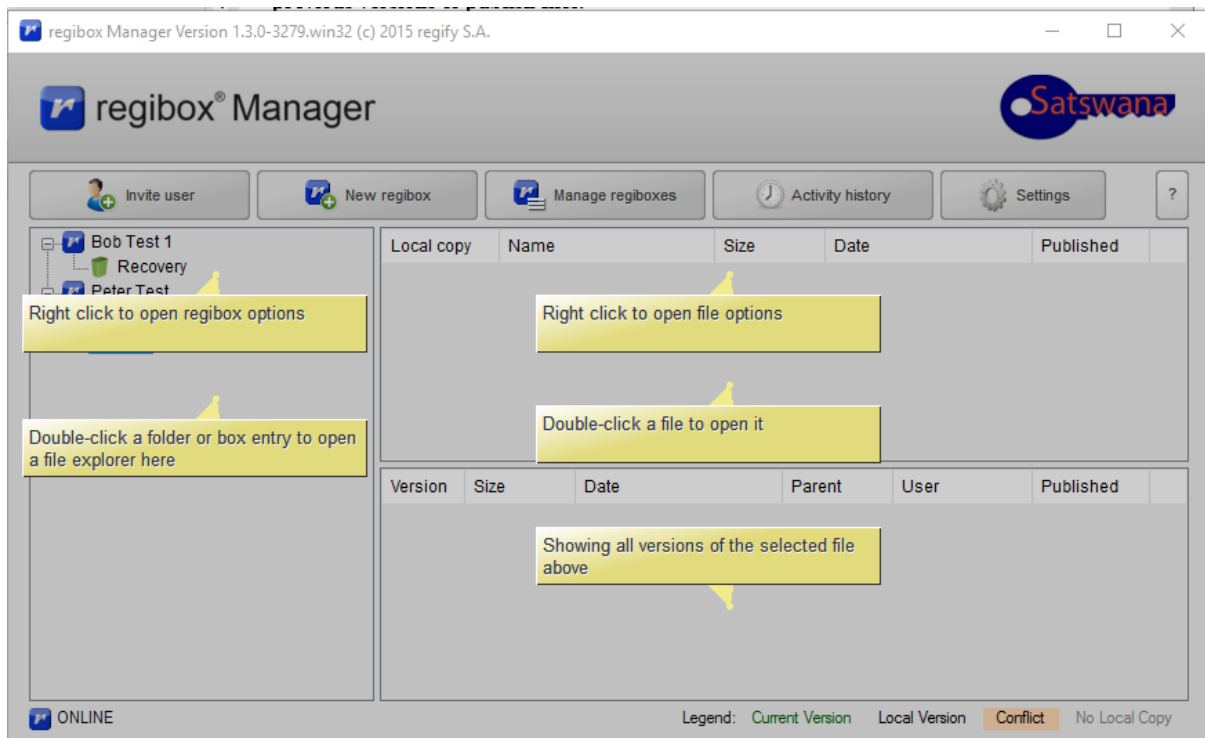 regibox Manager Version 1.3.0-3279.win32 (c) 2015 regify S.A.
regibox® Manager
Satswana
Invite user
New regibox
Manage regiboxes
Activity history
Settings
?
Bob Test 1
Recovery
Peter Test
Right click to open regibox options
Double-click a folder or box entry to open
a file explorer here
Local copy Name Size Date Published
Right click to open file options
Double-click a file to open it
Version Size Date Parent User Published
Showing all versions of the selected file
above
ONLINE
Legend: Current Version Local Version Conflict No Local Copy